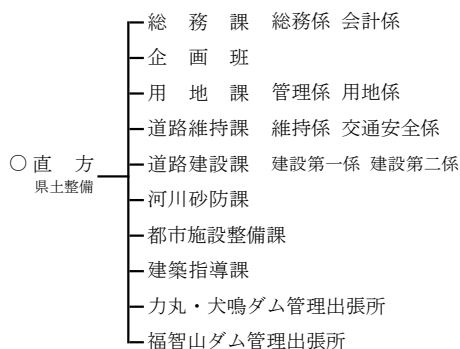 総務課 総務係 会計係
企画班
用地課 管理係 用地係
道路維持課 維持係 交通安全係
○直方 道路建設課 建設第一係 建設第二係
県土整備
河川砂防課
都市施設整備課
建築指導課
力丸・犬鳴ダム管理出張所
福智山ダム管理出張所